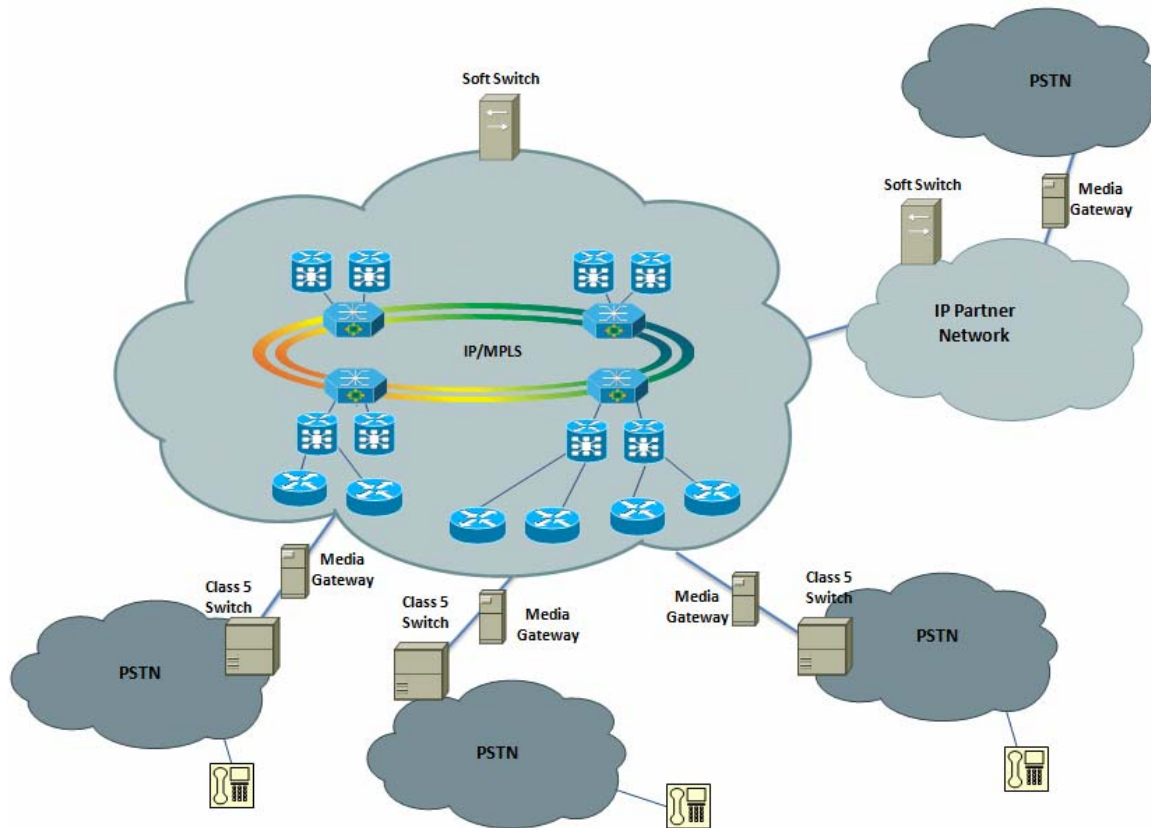 Soft Switch
PSTN
Soft Switch
Media
Gateway
IP Partner
Network
IP/MPLS
Media
Gateway
Class 5
Switch
PSTN
Class 5
Switch
Media
Gateway
PSTN
Media
Gateway
Class 5
Switch
PSTN